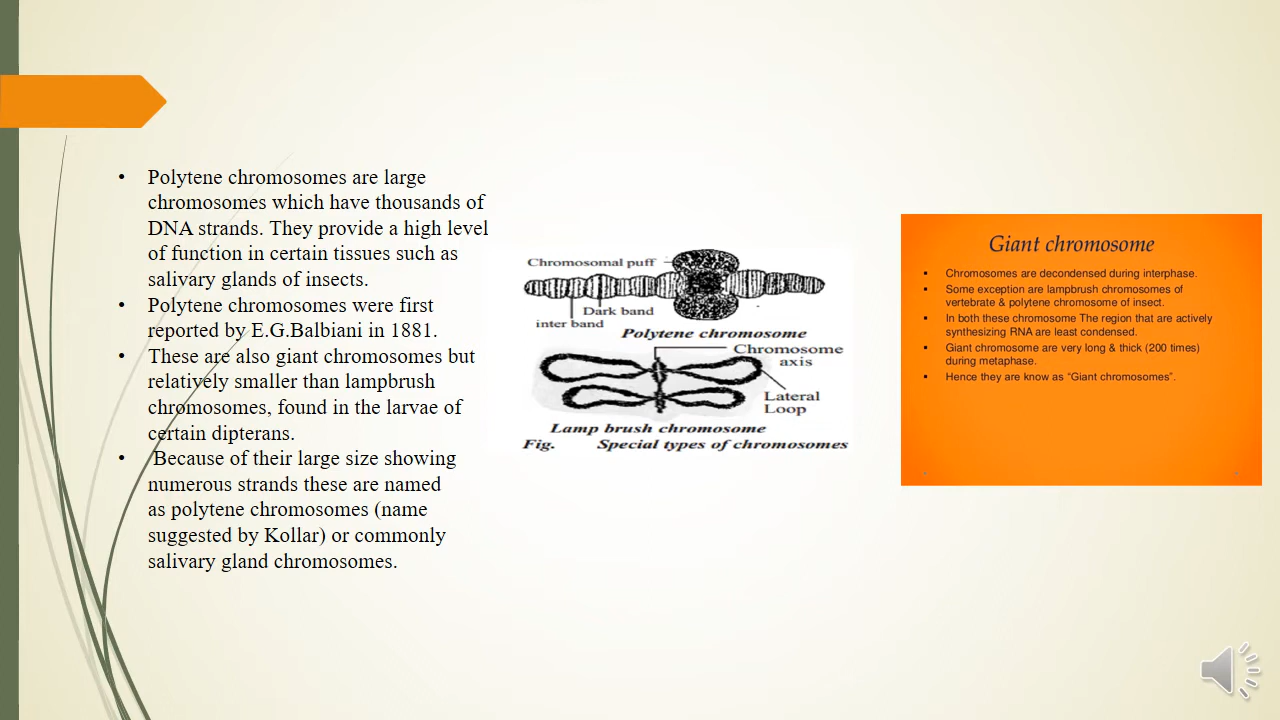 • Polytene chromosomes are large
chromosomes which have thousands of
DNA strands. They provide a high level
of function in certain tissues such as
salivary glands of insects.
• Polytene chromosomes were first
reported by E.G.Balbiani in 1881.
• These are also giant chromosomes but
relatively smaller than lampbrush
chromosomes, found in the larvae of
certain dipterans.
• Because of their large size showing
numerous strands these are named
as polytene chromosomes (name
suggested by Kollar) or commonly
salivary gland chromosomes.
Chromosomal puff
Dark band
inter band
Polytene chromosome
Chromosome
axis
Lateral
Loop
Lamp brush chromosome
Fig. Special types of chromosomes
Giant chromosome
▪ Chromosomes are decondensed during interphase.
▪ Some exception are lampbrush chromosomes of
vertebrate & polytene chromosome of insect.
▪ In both these chromosome The region that are actively
synthesizing RNA are least condensed.
▪ Giant chromosome are very long & thick (200 times)
during metaphase.
▪ Hence they are know as “Giant chromosomes”.